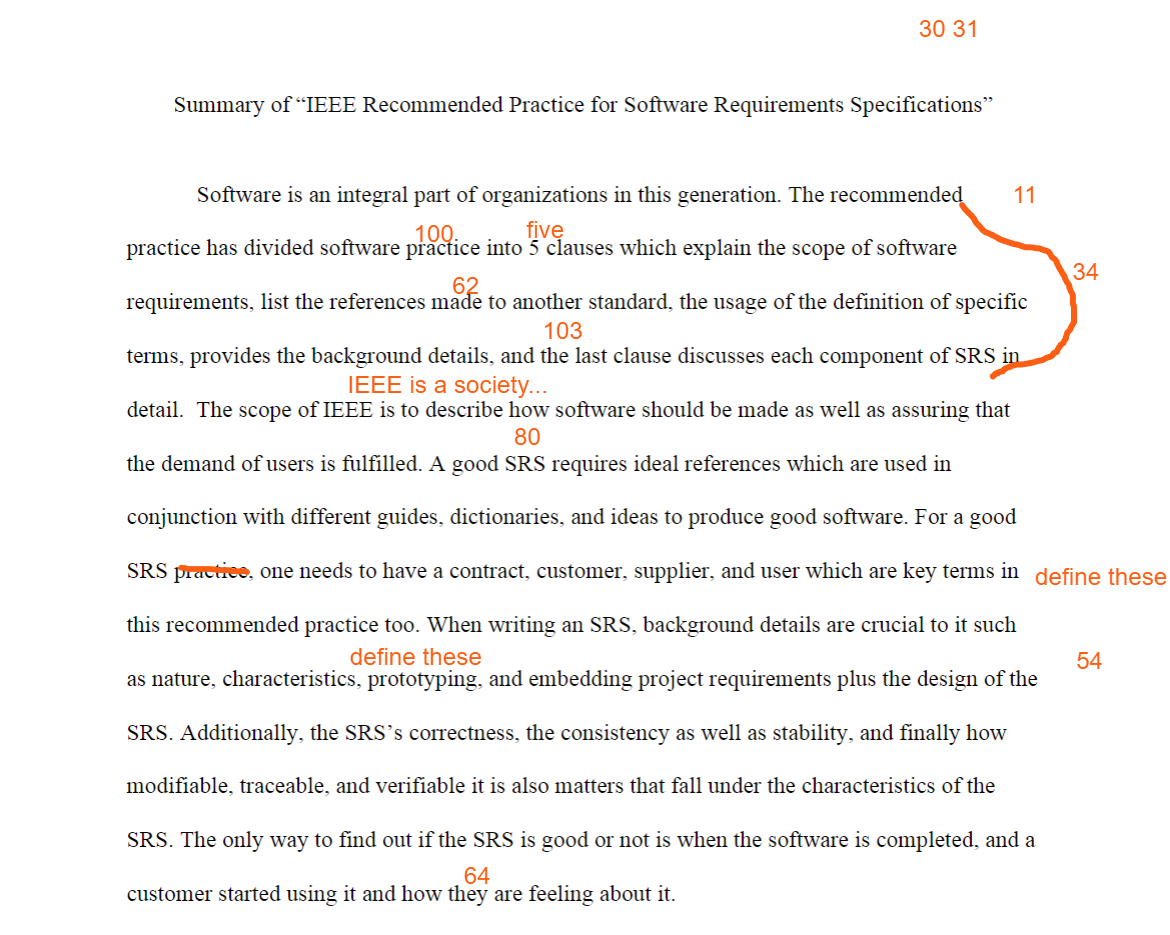 30 31
Summary of “IEEE Recommended Practice for Software Requirements Specifications”
Software is an integral part of organizations in this generation. The recommended 11
100 five
practice has divided software practice into 5 clauses which explain the scope of software
34
62
requirements, list the references made to another standard, the usage of the definition of specific
103
terms, provides the background details, and the last clause discusses each component of SRS in
IEEE is a society...
detail. The scope of IEEE is to describe how software should be made as well as assuring that
80
the demand of users is fulfilled. A good SRS requires ideal references which are used in
conjunction with different guides, dictionaries, and ideas to produce good software. For a good
SRS practice, one needs to have a contract, customer, supplier, and user which are key terms in define these
this recommended practice too. When writing an SRS, background details are crucial to it such
define these 54
as nature, characteristics, prototyping, and embedding project requirements plus the design of the
SRS. Additionally, the SRS’s correctness, the consistency as well as stability, and finally how
modifiable, traceable, and verifiable it is also matters that fall under the characteristics of the
SRS. The only way to find out if the SRS is good or not is when the software is completed, and a
64
customer started using it and how they are feeling about it.